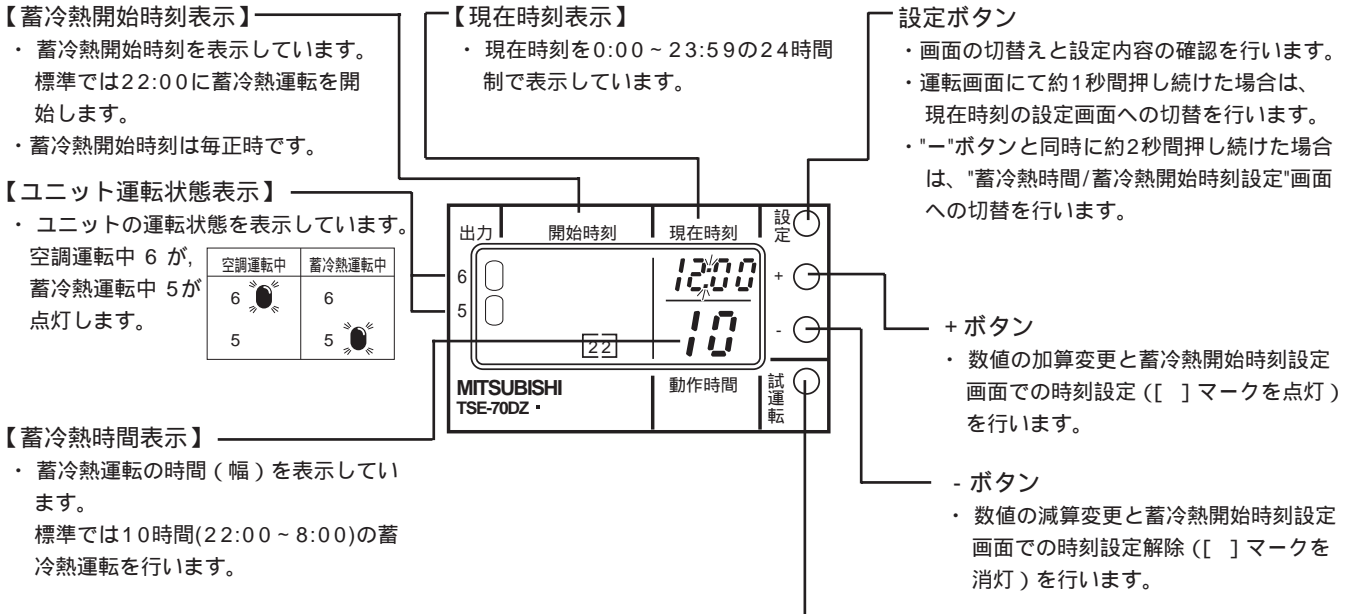 【蓄冷熱開始時刻表示】
・ 蓄冷熱開始時刻を表示しています。
標準では22:00に蓄冷熱運転を開
始します。
・蓄冷熱開始時刻は毎正時です。
【ユニット運転状態表示】
・ ユニットの運転状態を表示しています。
空調運転中 6 が,
蓄冷熱運転中 5が
点灯します。
空調運転中 蓄冷熱運転中
6 6
5 5
【蓄冷熱時間表示】
・ 蓄冷熱運転の時間(幅)を表示してい
ます。
標準では10時間(22:00~8:00)の蓄
冷熱運転を行います。
【現在時刻表示】
・ 現在時刻を0:00~23:59の24時間
制で表示しています。
出力 開始時刻 現在時刻 設定
6 12:00 +
5 22 10 -
MITSUBISHI 動作時間 試運転
TSE-70DZ
設定ボタン
・画面の切替えと設定内容の確認を行います。
・運転画面にて約1秒間押し続けた場合は、
現在時刻の設定画面への切替を行います。
・"ー"ボタンと同時に約2秒間押し続けた場合
は、"蓄冷熱時間/蓄冷熱開始時刻設定"画面
への切替を行います。
+ボタン
・ 数値の加算変更と蓄冷熱開始時刻設定
画面での時刻設定([ ]マークを点灯)
を行います。
-ボタン
・ 数値の減算変更と蓄冷熱開始時刻設定
画面での時刻設定解除([ ]マークを
消灯)を行います。